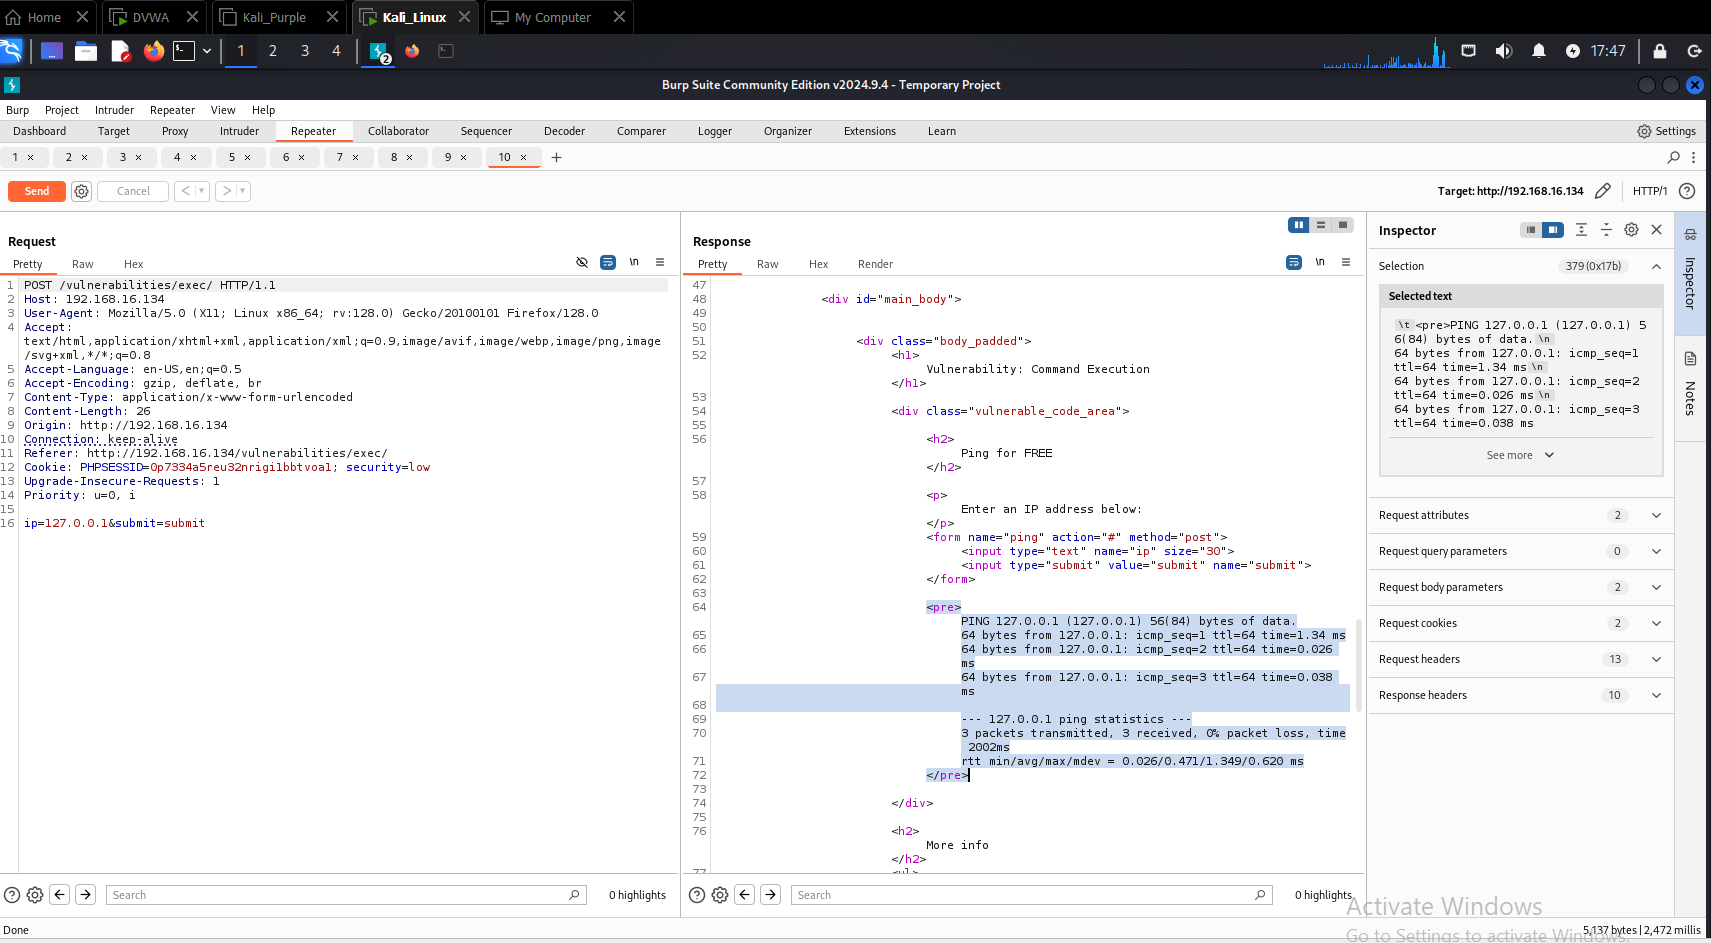 Home DVWA Kali_Purple Kali_Linux My Computer
1 2 3 4 2 17:47
Burp Suite Community Edition v2024.9.4 - Temporary Project
Burp Project Intruder Repeater View Help
Dashboard Target Proxy Intruder Repeater Collaborator Sequencer Decoder Comparer Logger Organizer Extensions Learn Settings
1 × 2 × 3 × 4 × 5 × 6 × 7 × 8 × 9 × 10 × +
Send Cancel < > Target: http://192.168.16.134 HTTP/1
Request
Pretty Raw Hex \n
1 POST /vulnerabilities/exec/ HTTP/1.1
2 Host: 192.168.16.134
3 User-Agent: Mozilla/5.0 (X11; Linux x86_64; rv:128.0) Gecko/20100101 Firefox/128.0
4 Accept:
text/html,application/xhtml+xml,application/xml;q=0.9,image/avif,image/webp,image/png,image
/svg+xml,*/*;q=0.8
5 Accept-Language: en-US,en;q=0.5
6 Accept-Encoding: gzip, deflate, br
7 Content-Type: application/x-www-form-urlencoded
8 Content-Length: 26
9 Origin: http://192.168.16.134
10 Connection: keep-alive
11 Referer: http://192.168.16.134/vulnerabilities/exec/
12 Cookie: PHPSESSID=0p7334a5reu32nrigi1bbtvoa1; security=low
13 Upgrade-Insecure-Requests: 1
14 Priority: u=0, i
15
16 ip=127.0.0.1&submit=submit
Search 0 highlights
Response
Pretty Raw Hex Render \n
47
48 <div id="main_body">
49
50
51 <div class="body_padded">
52 <h1>
Vulnerability: Command Execution
</h1>
53
54 <div class="vulnerable_code_area">
55
56 <h2>
Ping for FREE
</h2>
57
58 <p>
Enter an IP address below:
</p>
59 <form name="ping" action="#" method="post">
60 <input type="text" name="ip" size="30">
61 <input type="submit" value="submit" name="submit">
62 </form>
63
64 <pre>
PING 127.0.0.1 (127.0.0.1) 56(84) bytes of data.
65 64 bytes from 127.0.0.1: icmp_seq=1 ttl=64 time=1.34 ms
66 64 bytes from 127.0.0.1: icmp_seq=2 ttl=64 time=0.026
ms
67 64 bytes from 127.0.0.1: icmp_seq=3 ttl=64 time=0.038
ms
68
69 --- 127.0.0.1 ping statistics ---
70 3 packets transmitted, 3 received, 0% packet loss, time
2002ms
71 rtt min/avg/max/mdev = 0.026/0.471/1.349/0.620 ms
72 </pre>
73
74 </div>
75
76 <h2>
More info
</h2>
77 <ul>
Search 0 highlights
Inspector
Selection 379 (0x17b)
Selected text
\t <pre>PING 127.0.0.1 (127.0.0.1) 5
6(84) bytes of data. \n
64 bytes from 127.0.0.1: icmp_seq=1
ttl=64 time=1.34 ms \n
64 bytes from 127.0.0.1: icmp_seq=2
ttl=64 time=0.026 ms \n
64 bytes from 127.0.0.1: icmp_seq=3
ttl=64 time=0.038 ms
See more
Request attributes 2
Request query parameters 0
Request body parameters 2
Request cookies 2
Request headers 13
Response headers 10
Inspector
Notes
Activate Windows
Go to Settings to activate Windows.
Done
5,137 bytes | 2,472 millis